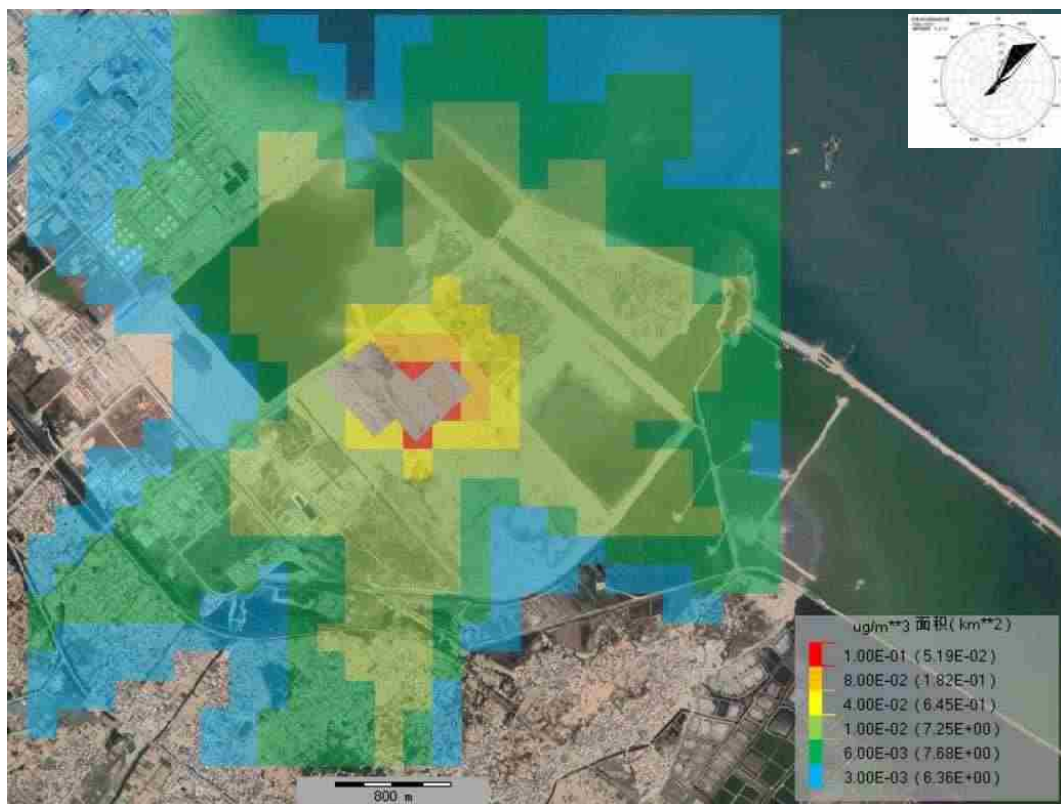 ug/m**3 面积( km**2)
1.00E-01 (5.19E-02)
8.00E-02 (1.82E-01)
4.00E-02 (6.45E-01)
1.00E-02 (7.25E+00)
6.00E-03 (7.68E+00)
3.00E-03 (6.36E+00)
800 m